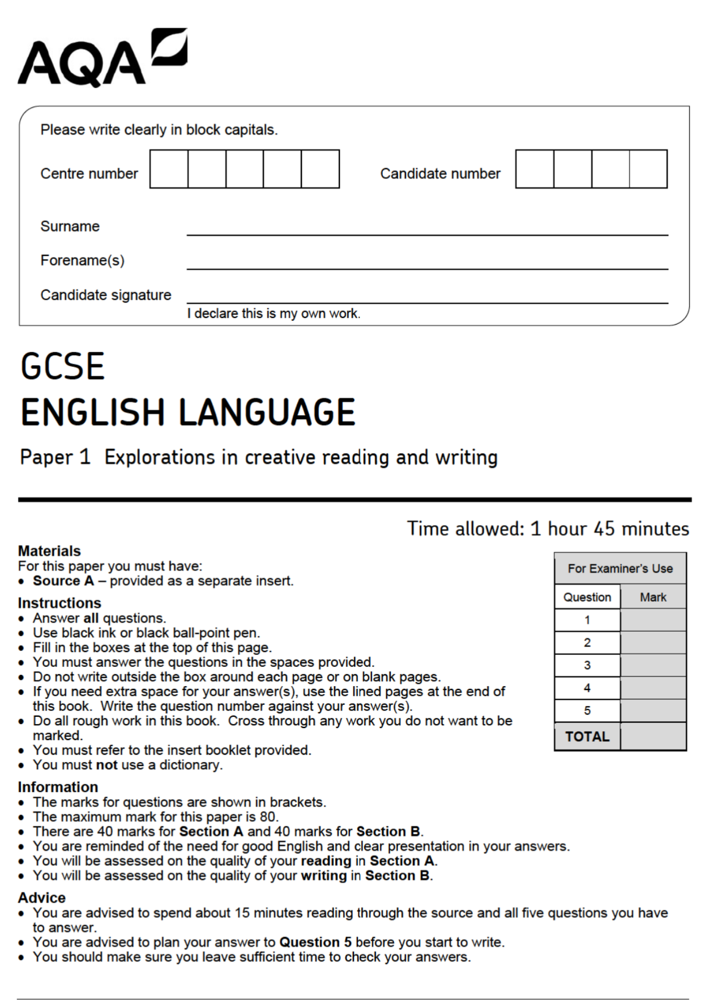 AQA
Please write clearly in block capitals.
Centre number
Candidate number
Surname
Forename(s)
Candidate signature
I declare this is my own work.
GCSE
ENGLISH LANGUAGE
Paper 1 Explorations in creative reading and writing
Time allowed: 1 hour 45 minutes
Materials
For this paper you must have:
• Source A – provided as a separate insert.
Instructions
• Answer all questions.
• Use black ink or black ball-point pen.
• Fill in the boxes at the top of this page.
• You must answer the questions in the spaces provided.
• Do not write outside the box around each page or on blank pages.
• If you need extra space for your answer(s), use the lined pages at the end of
this book. Write the question number against your answer(s).
• Do all rough work in this book. Cross through any work you do not want to be
marked.
• You must refer to the insert booklet provided.
• You must not use a dictionary.
Information
• The marks for questions are shown in brackets.
• The maximum mark for this paper is 80.
• There are 40 marks for Section A and 40 marks for Section B.
• You are reminded of the need for good English and clear presentation in your answers.
• You will be assessed on the quality of your reading in Section A.
• You will be assessed on the quality of your writing in Section B.
Advice
• You are advised to spend about 15 minutes reading through the source and all five questions you have
to answer.
• You are advised to plan your answer to Question 5 before you start to write.
• You should make sure you leave sufficient time to check your answers.
For Examiner's Use
Question Mark
1
2
3
4
5
TOTAL